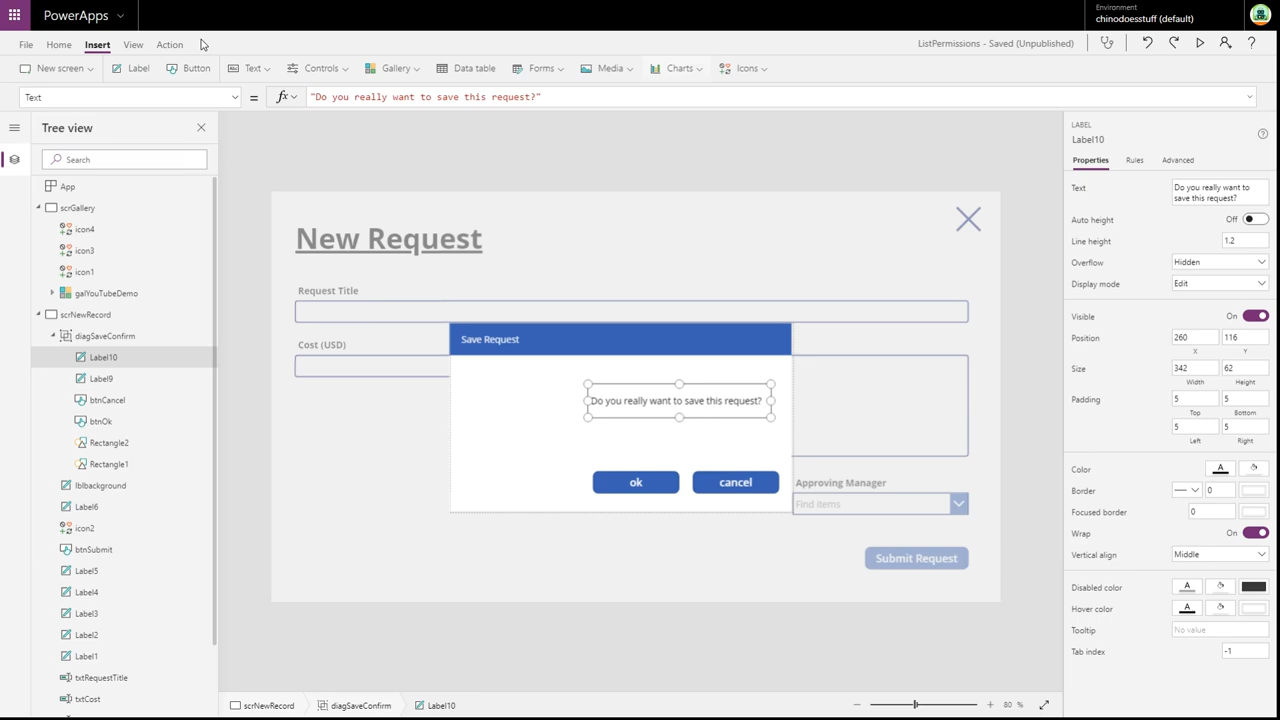 PowerApps
Environment
chinodoesstuff (default)
File Home Insert View Action
ListPermissions - Saved (Unpublished)
New screen Label Button Text Controls Gallery Data table Forms Media Charts Icons
Text = fx "Do you really want to save this request?"
Tree view
Search
App
scrGallery
icon4
icon3
icon1
galYouTubeDemo
scrNewRecord
diagSaveConfirm
Label10
Label9
btnCancel
btnOk
Rectangle2
Rectangle1
lblbackground
Label6
icon2
btnSubmit
Label5
Label4
Label3
Label2
Label1
txtRequestTitle
txtCost
New Request
Request Title
Cost (USD)
Save Request
Do you really want to save this request?
ok cancel
Approving Manager
Find items
Submit Request
scrNewRecord diagSaveConfirm Label10
80 %
LABEL
Label10
Properties Rules Advanced
Text Do you really want to
save this request?
Auto height Off
Line height 1.2
Overflow Hidden
Display mode Edit
Visible On
Position 260 116
X Y
Size 342 62
Width Height
Padding 5 5
Top Bottom
5 5
Left Right
Color A
Border 0
Focused border 0
Wrap On
Vertical align Middle
Disabled color A
Hover color A
Tooltip No value
Tab index -1